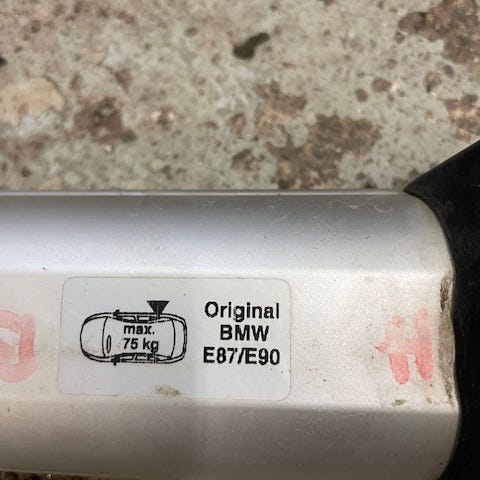 max.
75 kg
Original
BMW
E87/E90
H